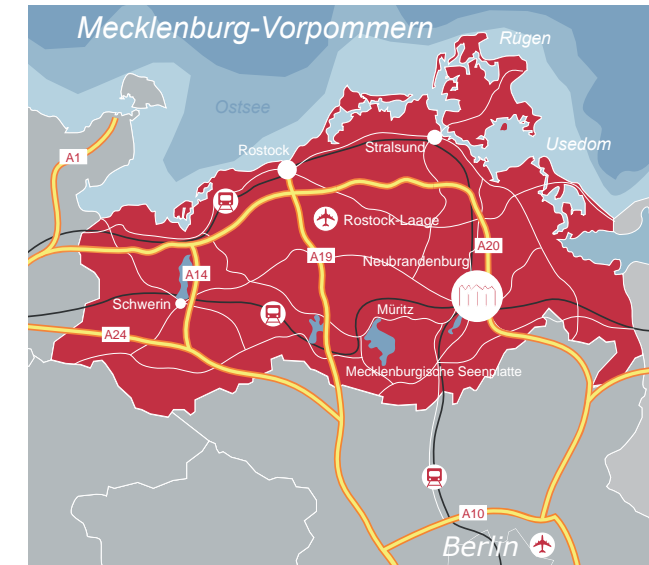 Mecklenburg-Vorpommern
Rügen
Ostsee
Usedom
Stralsund
Rostock
A1
Rostock-Laage
A20
A19
Neubrandenburg
A14
Schwerin
Müritz
A24
Mecklenburgische Seenplatte
A10
Berlin